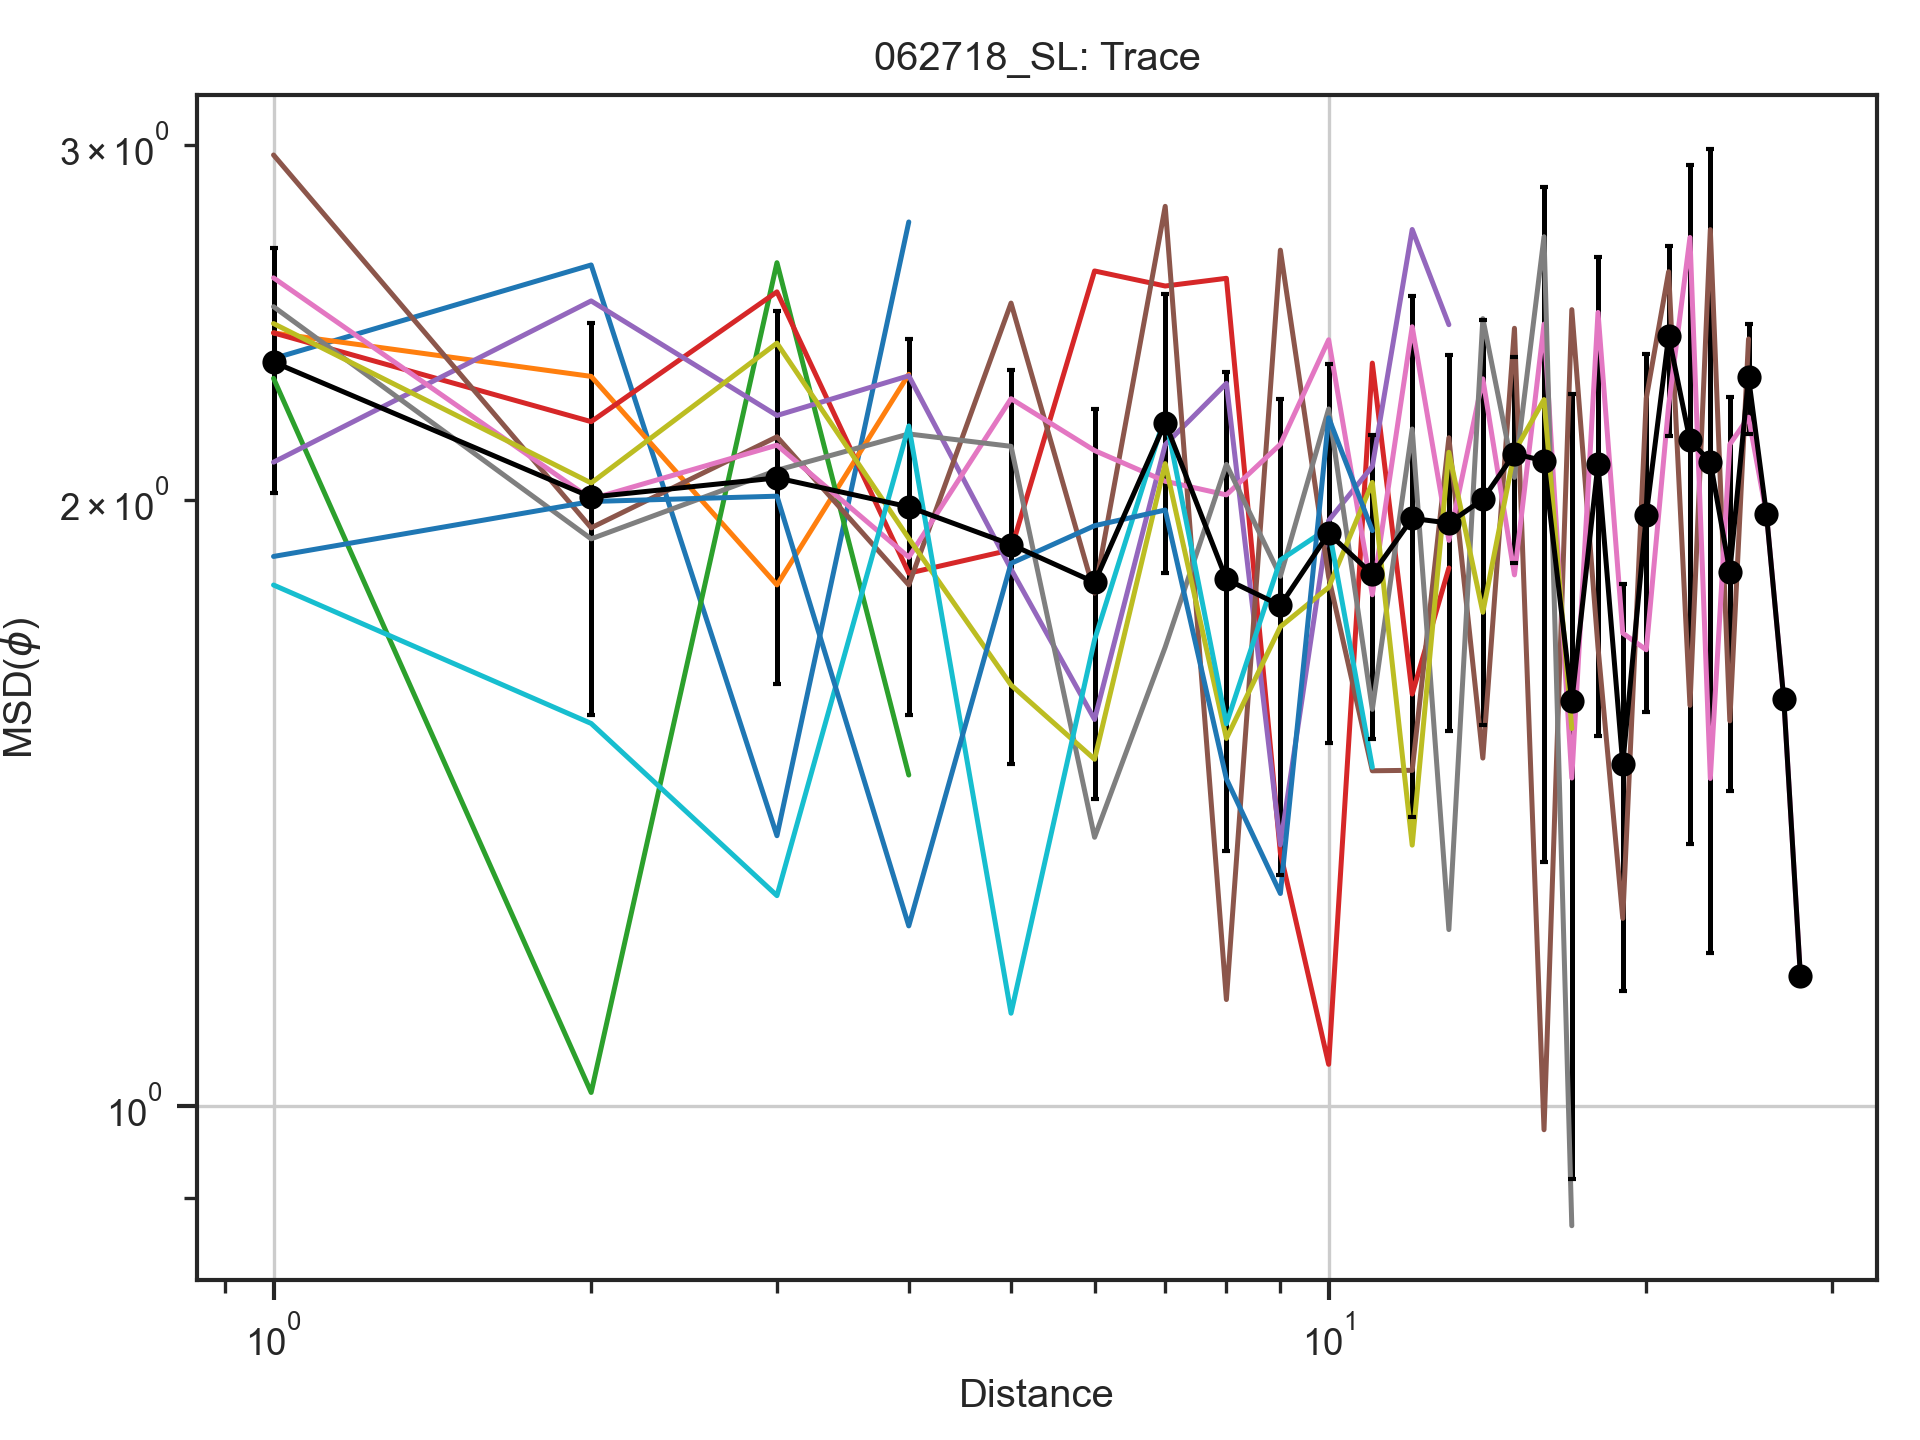 062718_SL: Trace
3 × 10⁰
2 × 10⁰
10⁰
MSD(ϕ)
10⁰ 10¹
Distance